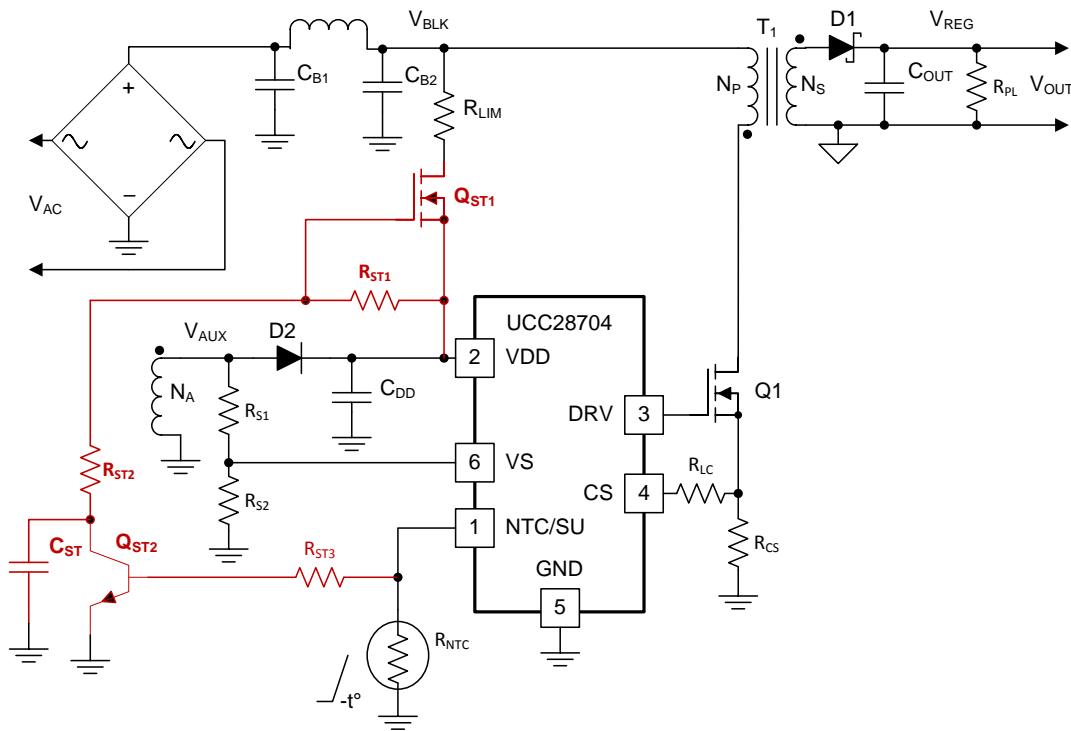 V_BLK
T₁
D1
V_REG
+
C_B1
C_B2
N_P
N_S
C_OUT
R_PL
V_OUT
R_LIM
V_AC
−
Q_ST1
R_ST1
UCC28704
V_AUX
D2
2
VDD
N_A
R_S1
C_DD
DRV
3
Q1
R_ST2
6
VS
R_LC
CS
4
R_S2
1
NTC/SU
C_ST
Q_ST2
R_ST3
R_CS
GND
5
R_NTC
-t°